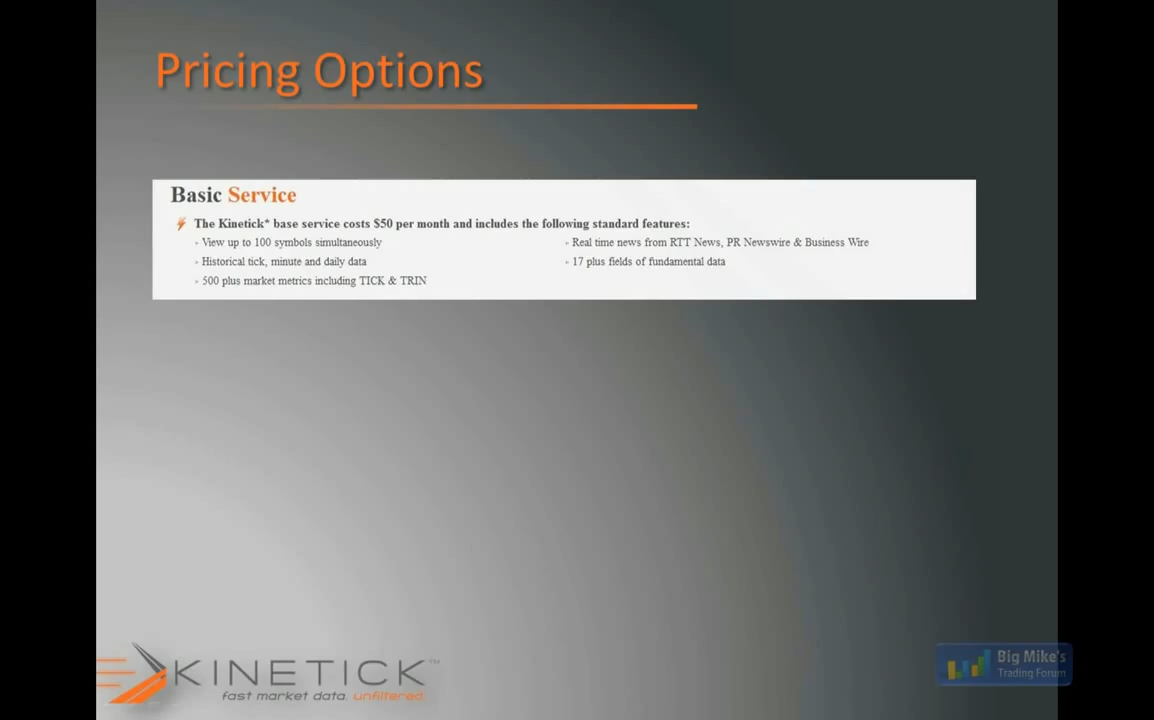 Pricing Options
Basic Service
The Kinetick* base service costs $50 per month and includes the following standard features:
View up to 100 symbols simultaneously
Historical tick, minute and daily data
500 plus market metrics including TICK & TRIN
Real time news from RTT News, PR Newswire & Business Wire
17 plus fields of fundamental data
KINETICK™
fast market data. unfiltered.
Big Mike's
Trading Forum